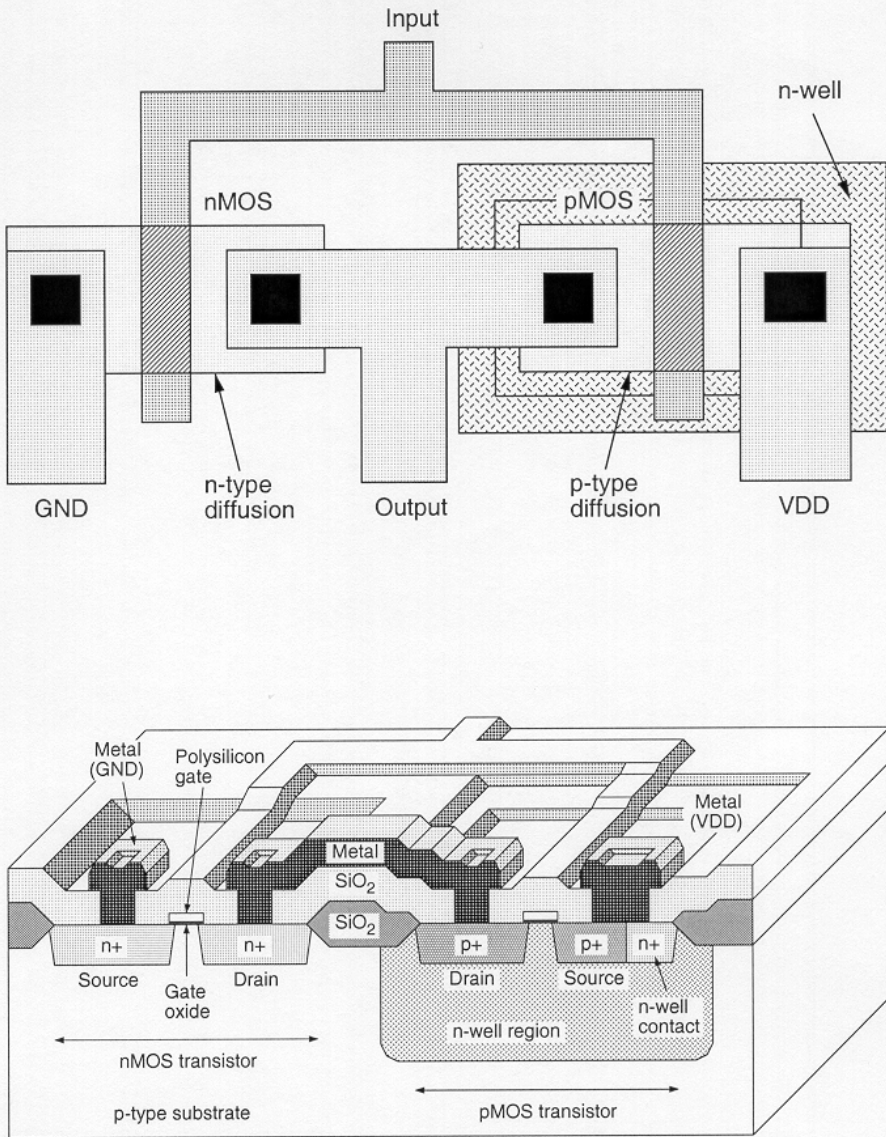 Input
n-well
nMOS
pMOS
GND
n-type
diffusion
Output
p-type
diffusion
VDD
Metal
(GND)
Polysilicon
gate
Metal
(VDD)
Metal
SiO2
SiO2
n+
n+
p+
p+
n+
Source
Drain
Drain
Source
Gate
oxide
n-well
contact
n-well region
nMOS transistor
pMOS transistor
p-type substrate